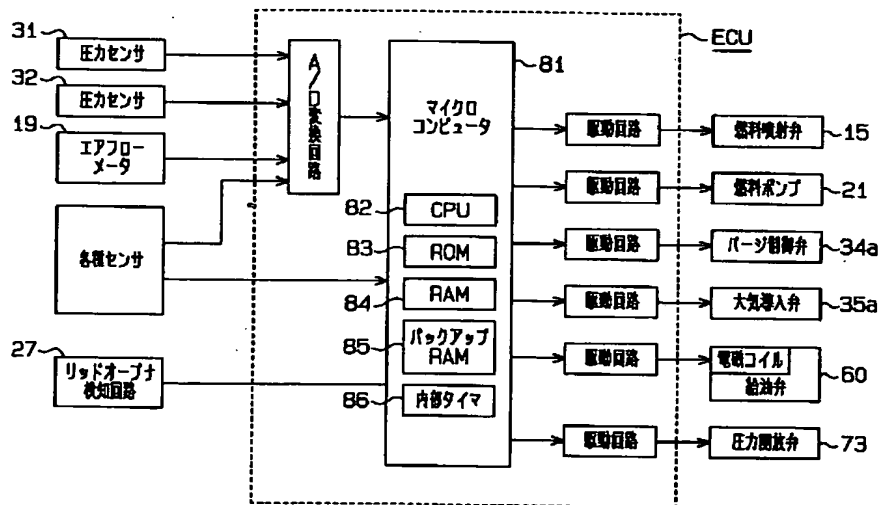 31
圧力センサ
32
圧力センサ
19
エアフロー
メータ
各種センサ
27
リッドオープナ
検知回路
A/D変換回路
ECU
81
マイクロ
コンピュータ
82
CPU
83
ROM
84
RAM
85
バックアップ
RAM
86
内部タイマ
駆動回路
燃料噴射弁
15
駆動回路
燃料ポンプ
21
駆動回路
パージ制御弁
34a
駆動回路
大気導入弁
35a
駆動回路
電磁コイル
給油弁
60
駆動回路
圧力開放弁
73